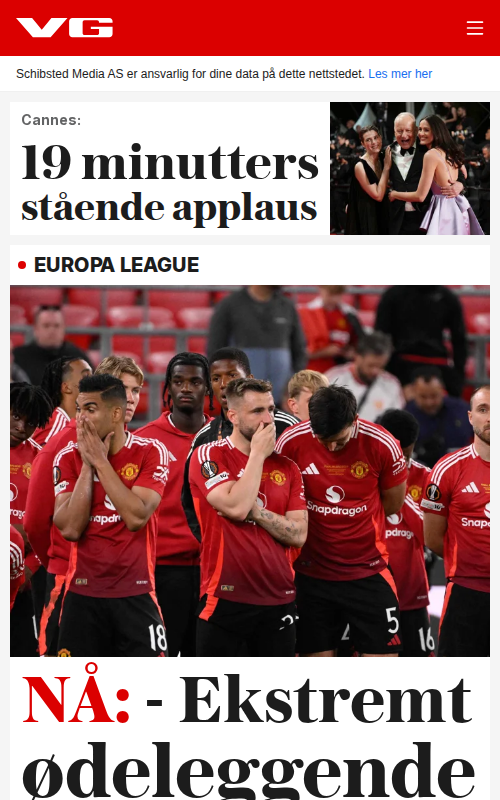 VG
Schibsted Media AS er ansvarlig for dine data på dette nettstedet. Les mer her
Cannes:
19 minutters
stående applaus
EUROPA LEAGUE
Snapdragon
Snapdragon
18
5
16
NÅ: - Ekstremt
ødeleggende